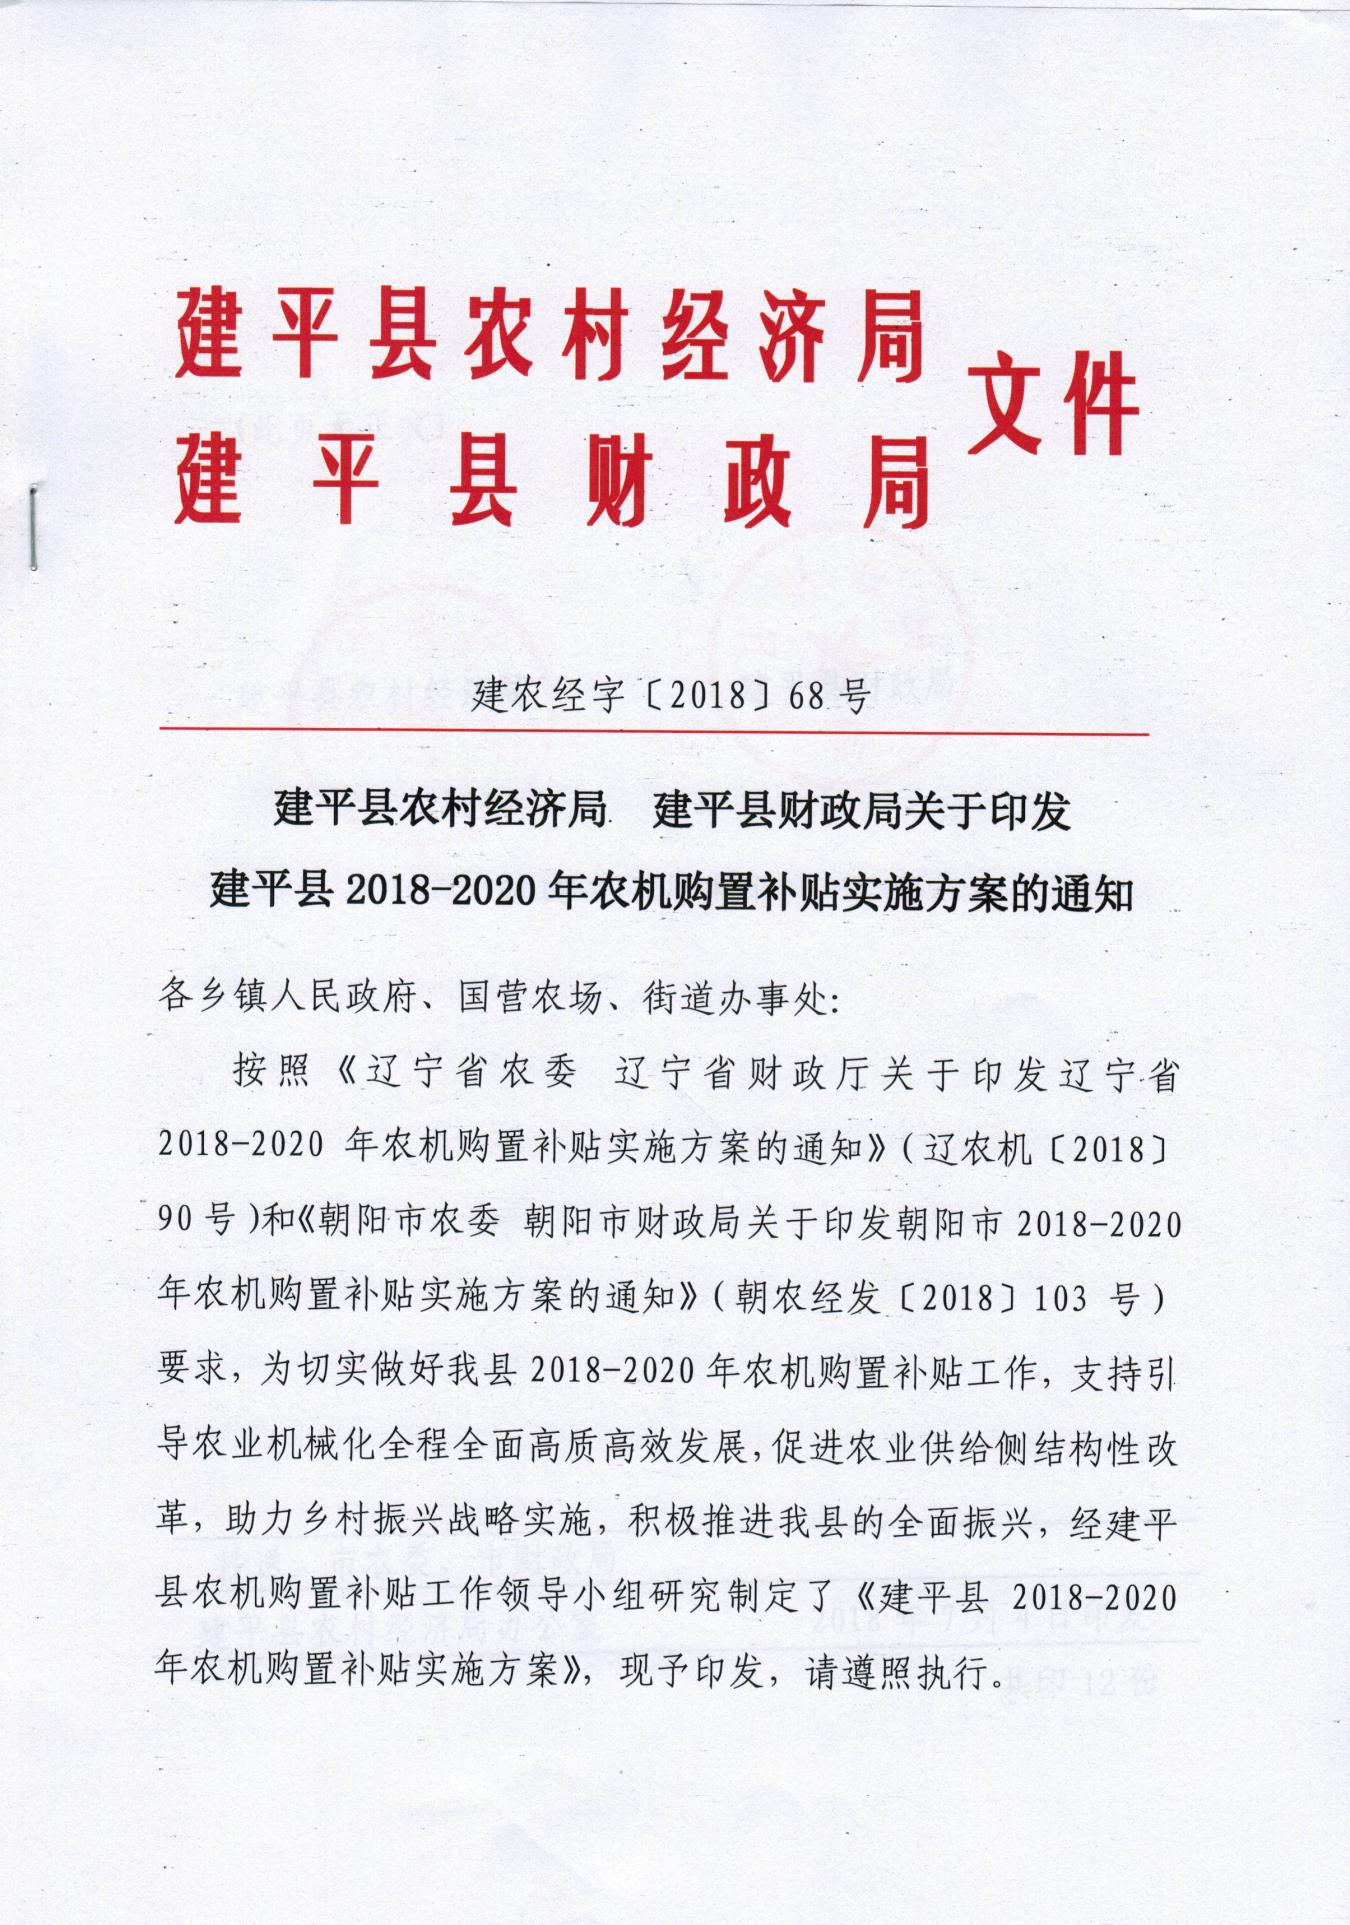 建平县农村经济局
建平县财政局
文件
建农经字〔2018〕68号
建平县农村经济局 建平县财政局关于印发
建平县2018-2020年农机购置补贴实施方案的通知
各乡镇人民政府、国营农场、街道办事处:
按照《辽宁省农委 辽宁省财政厅关于印发辽宁省
2018-2020 年农机购置补贴实施方案的通知》(辽农机〔2018〕
90号)和《朝阳市农委 朝阳市财政局关于印发朝阳市2018-2020
年农机购置补贴实施方案的通知》(朝农经发〔2018〕103 号)
要求,为切实做好我县2018-2020年农机购置补贴工作,支持引
导农业机械化全程全面高质高效发展,促进农业供给侧结构性改
革,助力乡村振兴战略实施,积极推进我县的全面振兴,经建平
县农机购置补贴工作领导小组研究制定了《建平县 2018-2020
年农机购置补贴实施方案》,现予印发,请遵照执行。